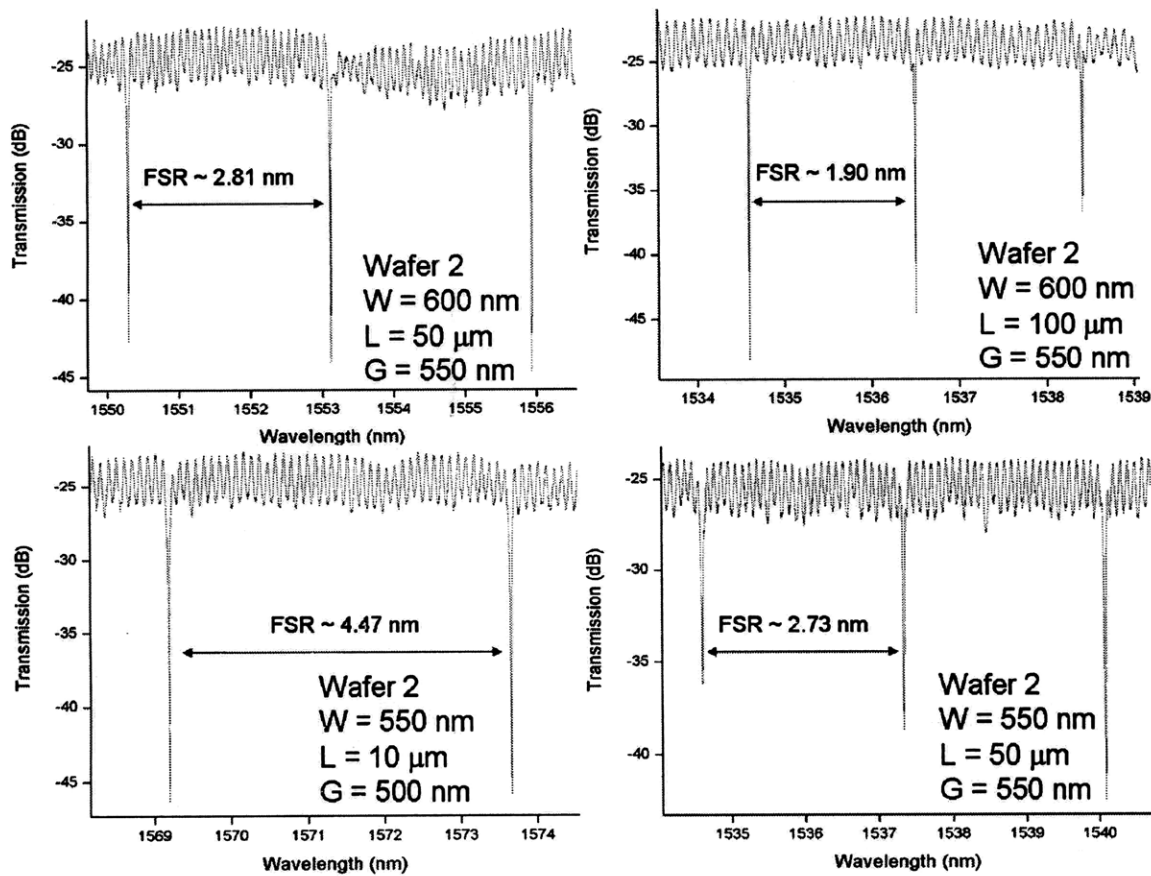 -25
-30
-35
-40
-45
Transmission (dB)
FSR ~ 2.81 nm
Wafer 2
W = 600 nm
L = 50 μm
G = 550 nm
1550 1551 1552 1553 1554 1555 1556
Wavelength (nm)
-25
-30
-35
-40
-45
Transmission (dB)
FSR ~ 1.90 nm
Wafer 2
W = 600 nm
L = 100 μm
G = 550 nm
1534 1535 1536 1537 1538 1539
Wavelength (nm)
-25
-30
-35
-40
-45
Transmission (dB)
FSR ~ 4.47 nm
Wafer 2
W = 550 nm
L = 10 μm
G = 500 nm
1569 1570 1571 1572 1573 1574
Wavelength (nm)
-25
-30
-35
-40
Transmission (dB)
FSR ~ 2.73 nm
Wafer 2
W = 550 nm
L = 50 μm
G = 550 nm
1535 1536 1537 1538 1539 1540
Wavelength (nm)